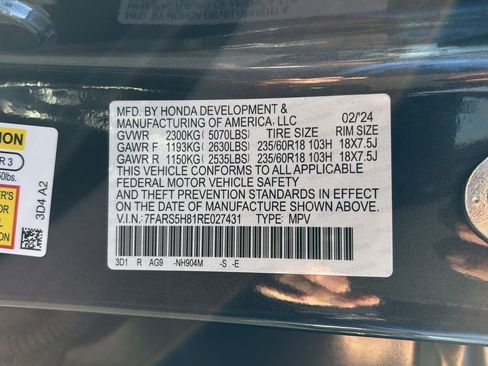 MFD. BY HONDA DEVELOPMENT &
MANUFACTURING OF AMERICA, LLC 02/'24
GVWR 2300KG ( 5070LBS) TIRE SIZE RIM SIZE
GAWR F 1193KG ( 2630LBS) 235/60R18 103H 18X7.5J
GAWR R 1150KG ( 2535LBS) 235/60R18 103H 18X7.5J
THIS VEHICLE CONFORMS TO ALL APPLICABLE
FEDERAL MOTOR VEHICLE SAFETY
AND THEFT PREVENTION STANDARDS IN EFFECT
ON THE DATE OF MANUFACTURE SHOWN ABOVE.
V.I.N: 7FARS5H81RE027431 TYPE: MPV
3D1 R AG9 -NH904M -S -E
R 3
3D4 A2